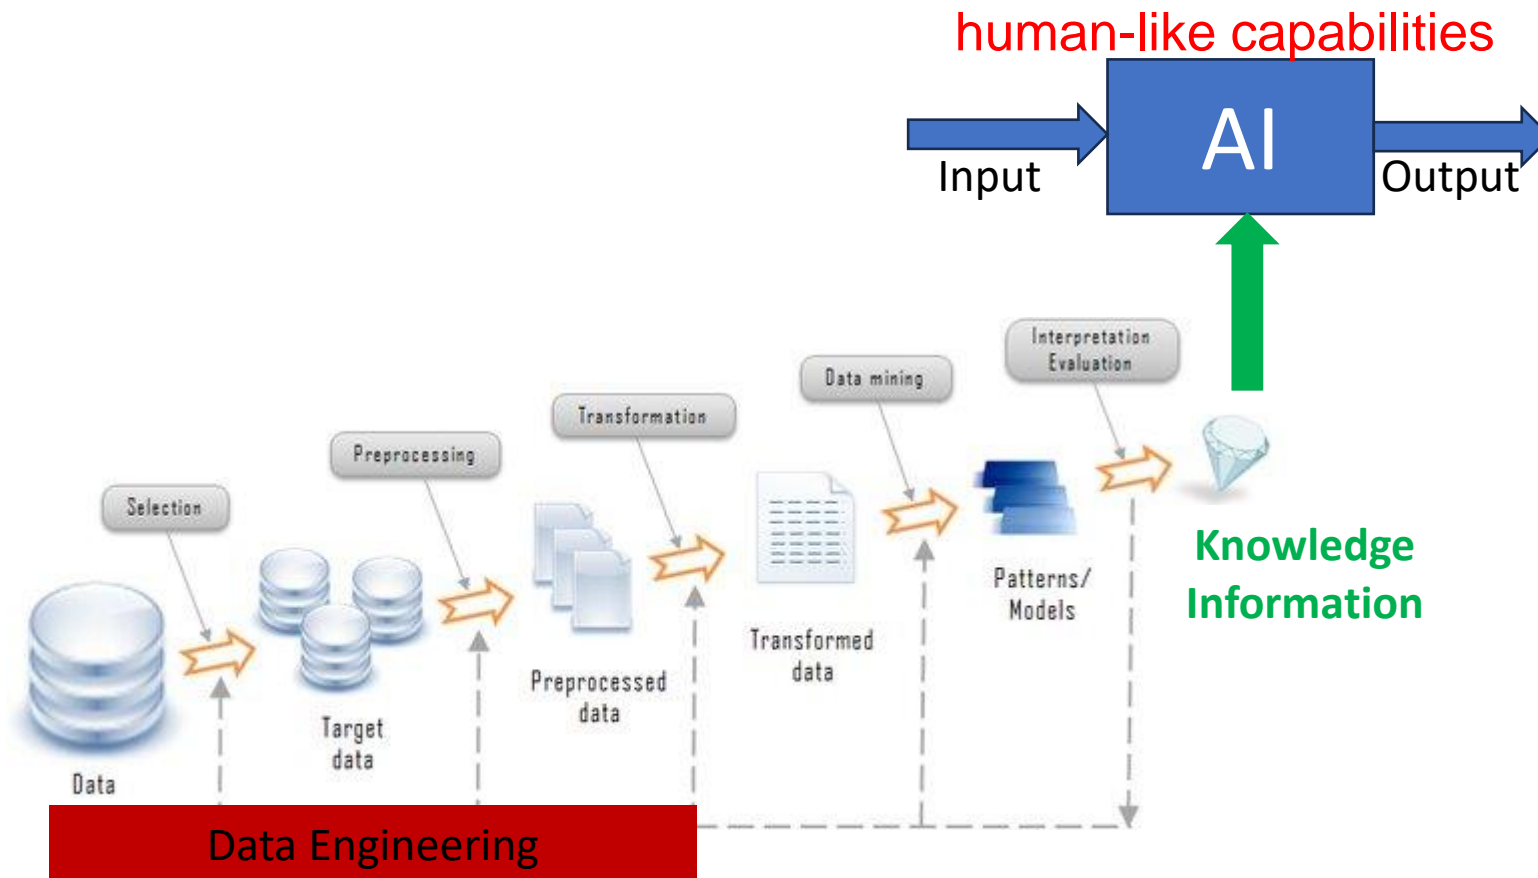 human-like capabilities
AI
Input
Output
Interpretation
Evaluation
Data mining
Transformation
Preprocessing
Selection
Knowledge
Information
Patterns/
Models
Transformed
data
Preprocessed
data
Target
data
Data
Data Engineering